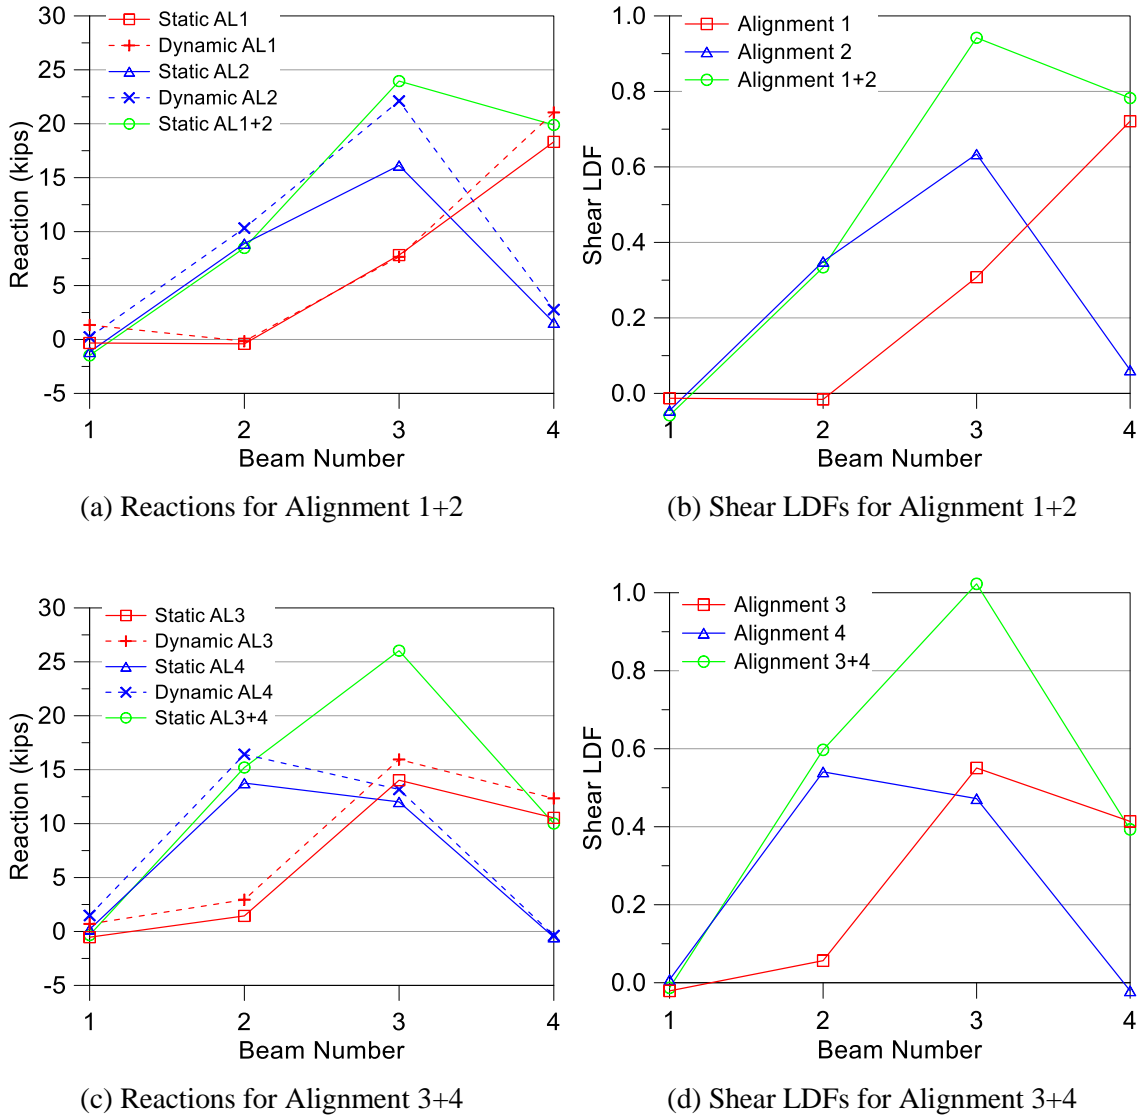 30
25
20
15
10
5
0
-5
Reaction (kips)
Static AL1
Dynamic AL1
Static AL2
Dynamic AL2
Static AL1+2
1 2 3 4
Beam Number
(a) Reactions for Alignment 1+2
1.0
0.8
0.6
0.4
0.2
0.0
Shear LDF
Alignment 1
Alignment 2
Alignment 1+2
1 2 3 4
Beam Number
(b) Shear LDFs for Alignment 1+2
30
25
20
15
10
5
0
-5
Reaction (kips)
Static AL3
Dynamic AL3
Static AL4
Dynamic AL4
Static AL3+4
1 2 3 4
Beam Number
(c) Reactions for Alignment 3+4
1.0
0.8
0.6
0.4
0.2
0.0
Shear LDF
Alignment 3
Alignment 4
Alignment 3+4
1 2 3 4
Beam Number
(d) Shear LDFs for Alignment 3+4